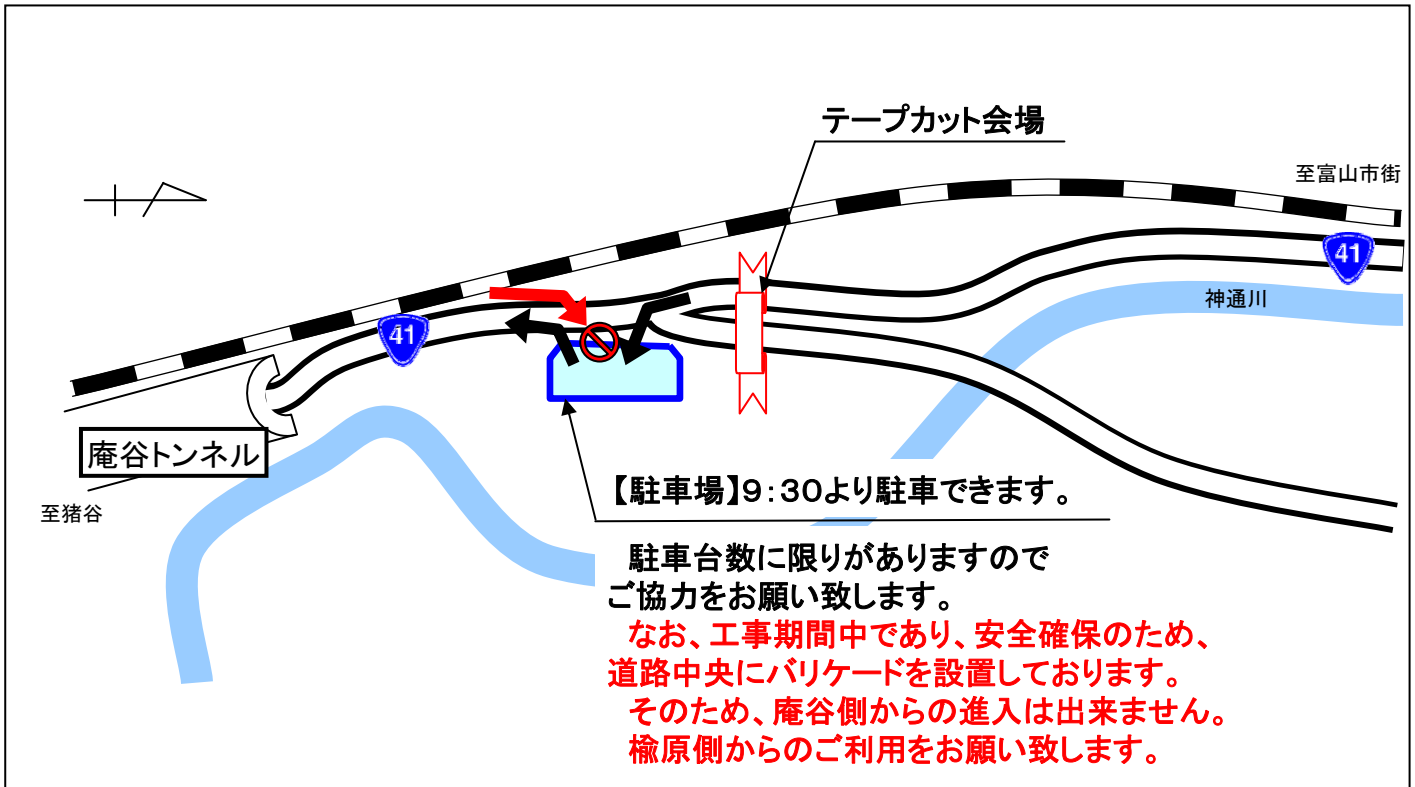 テープカット会場
至富山市街
41
神通川
41
庵谷トンネル
至猪谷
【駐車場】9:30より駐車できます。
駐車台数に限りがありますので
ご協力をお願い致します。
なお、工事期間中であり、安全確保のため、
道路中央にバリケードを設置しております。
そのため、庵谷側からの進入は出来ません。
楡原側からのご利用をお願い致します。